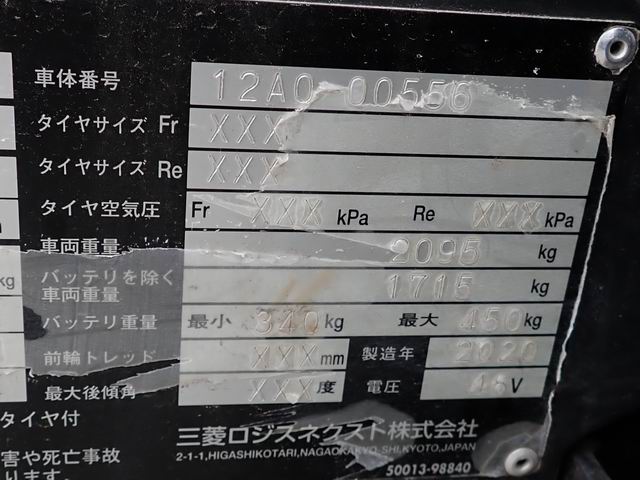 車体番号 12A0-00556
タイヤサイズ Fr XXX
タイヤサイズ Re XXX
タイヤ空気圧 Fr XXX kPa Re XXX kPa
車両重量 2095 kg
バッテリを除く
車両重量 1715 kg
バッテリ重量 最小 340 kg 最大 450 kg
前輪トレッド XXX mm 製造年 2020
最大後傾角 XXX 度 電圧 48 V
タイヤ付
三菱ロジスネクスト株式会社
害や死亡事故
2-1-1,HIGASHIKOTARI,NAGAOKAKYO-SHI,KYOTO,JAPAN
ります。
50013-98840
kg